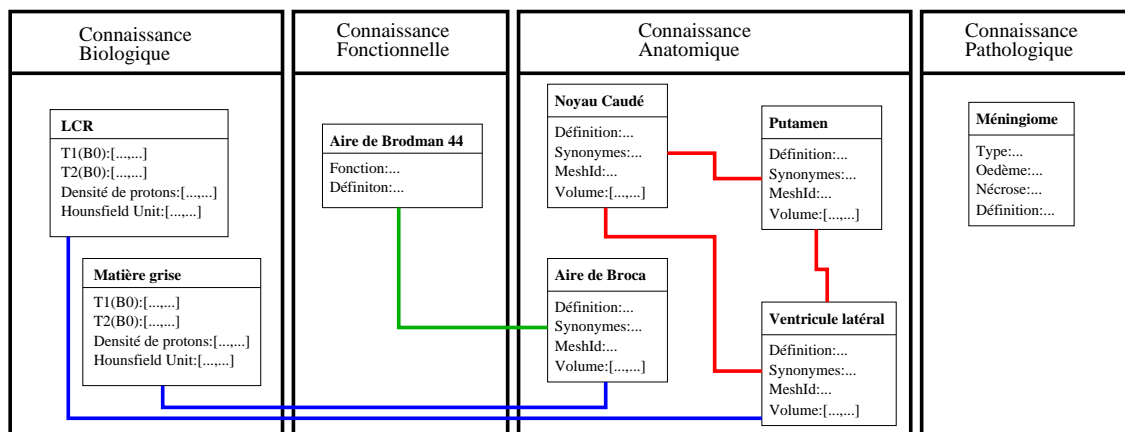 Connaissance
Biologique
Connaissance
Fonctionnelle
Connaissance
Anatomique
Connaissance
Pathologique
LCR
T1(B0):[...,...]
T2(B0):[...,...]
Densité de protons:[...,...]
Hounsfield Unit:[...,...]
Matière grise
T1(B0):[...,...]
T2(B0):[...,...]
Densité de protons:[...,...]
Hounsfield Unit:[...,...]
Aire de Brodman 44
Fonction:...
Définiton:...
Noyau Caudé
Définition:...
Synonymes:...
MeshId:...
Volume:[...,...]
Putamen
Définition:...
Synonymes:...
MeshId:...
Volume:[...,...]
Aire de Broca
Définition:...
Synonymes:...
MeshId:...
Volume:[...,...]
Ventricule latéral
Définition:...
Synonymes:...
MeshId:...
Volume:[...,...]
Méningiome
Type:...
Oedème:...
Nécrose:...
Définition:...